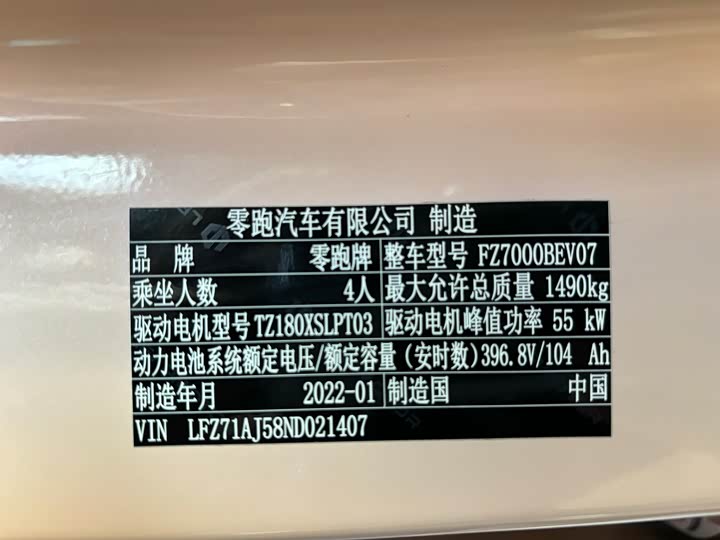 零跑汽车有限公司 制造
品 牌 零跑牌 整车型号 FZ7000BEV07
乘坐人数 4人 最大允许总质量 1490kg
驱动电机型号 TZ180XSLPT03 驱动电机峰值功率 55 kW
动力电池系统额定电压/额定容量 (安时数) 396.8V/104 Ah
制造年月 2022-01 制造国 中国
VIN LFZ71AJ58ND021407